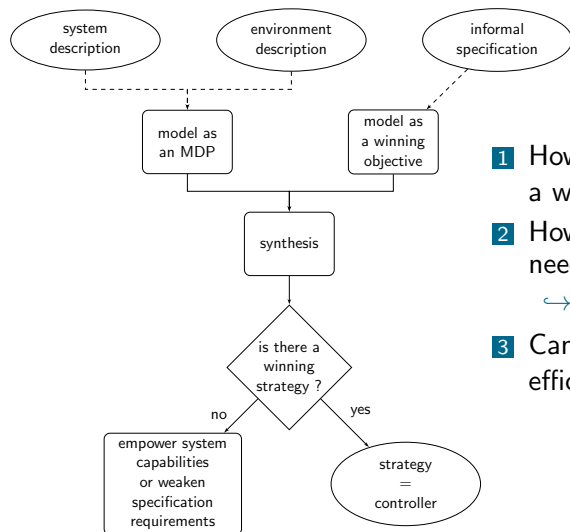 system
description
environment
description
informal
specification
model as
an MDP
model as
a winning
objective
synthesis
is there a
winning
strategy ?
no
yes
empower system
capabilities
or weaken
specification
requirements
strategy
=
controller
1 How
a w
2 How
need
↪
3 Can
effic